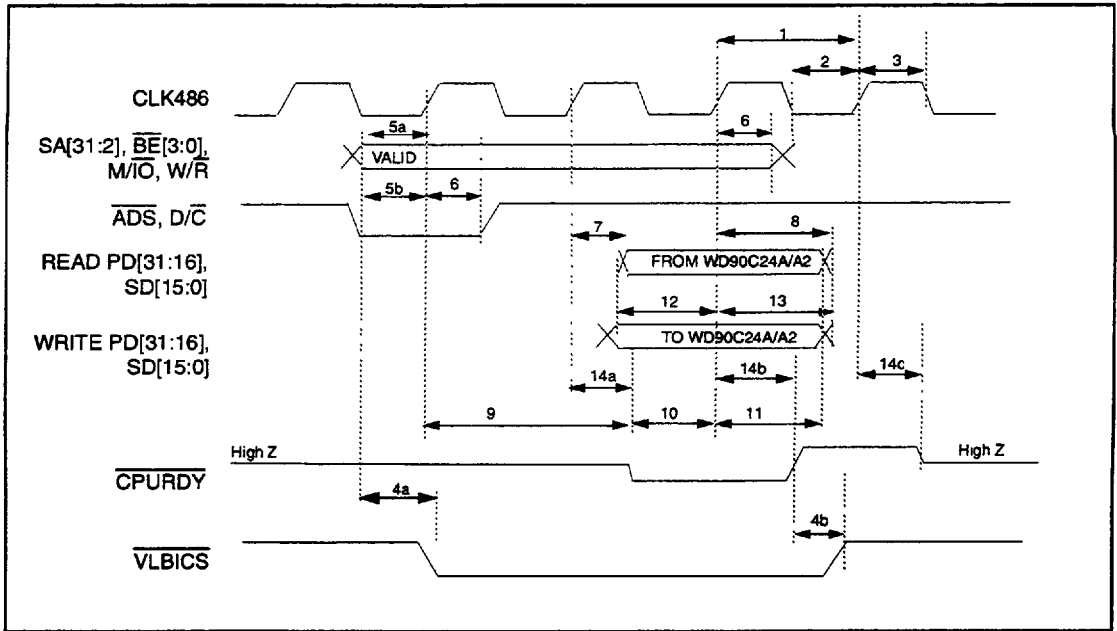 1
2
3
CLK486
5a
6
SA[31:2], BE[3:0],
M/IO, W/R
VALID
5b
6
ADS, D/C
7
8
READ PD[31:16],
SD[15:0]
FROM WD90C24A/A2
12
13
WRITE PD[31:16],
SD[15:0]
TO WD90C24A/A2
14a
14b
14c
9
10
11
High Z
High Z
CPURDY
4a
4b
VLBICS